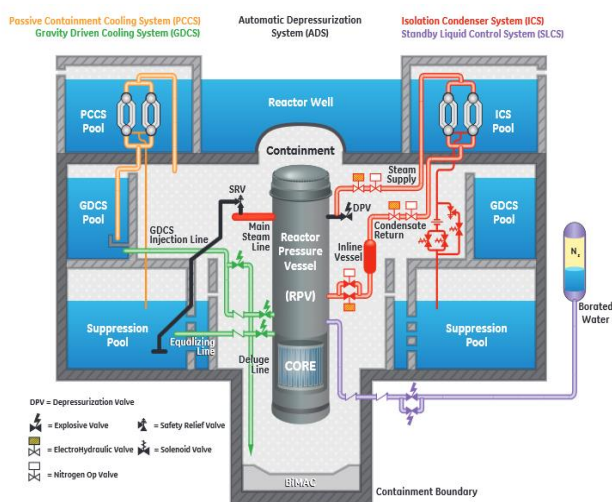 Passive Containment Cooling System (PCCS)
Gravity Driven Cooling System (GDCS)
Automatic Depressurization
System (ADS)
Isolation Condenser System (ICS)
Standby Liquid Control System (SLCS)
PCCS
Pool
Reactor Well
ICS
Pool
Containment
Steam
Supply
GDCS
Pool
SRV
DPV
GDCS
Pool
GDCS
Injection Line
Main
Steam
Line
Reactor
Pressure
Vessel
(RPV)
Condensate
Return
Inline
Vessel
N₂
Borated
Water
Suppression
Pool
Equalizing
Line
Suppression
Pool
Deluge
Line
CORE
DPV = Depressurization Valve
= Explosive Valve
= Safety Relief Valve
= ElectroHydraulic Valve
= Solenoid Valve
= Nitrogen Op Valve
BiMAC
Containment Boundary